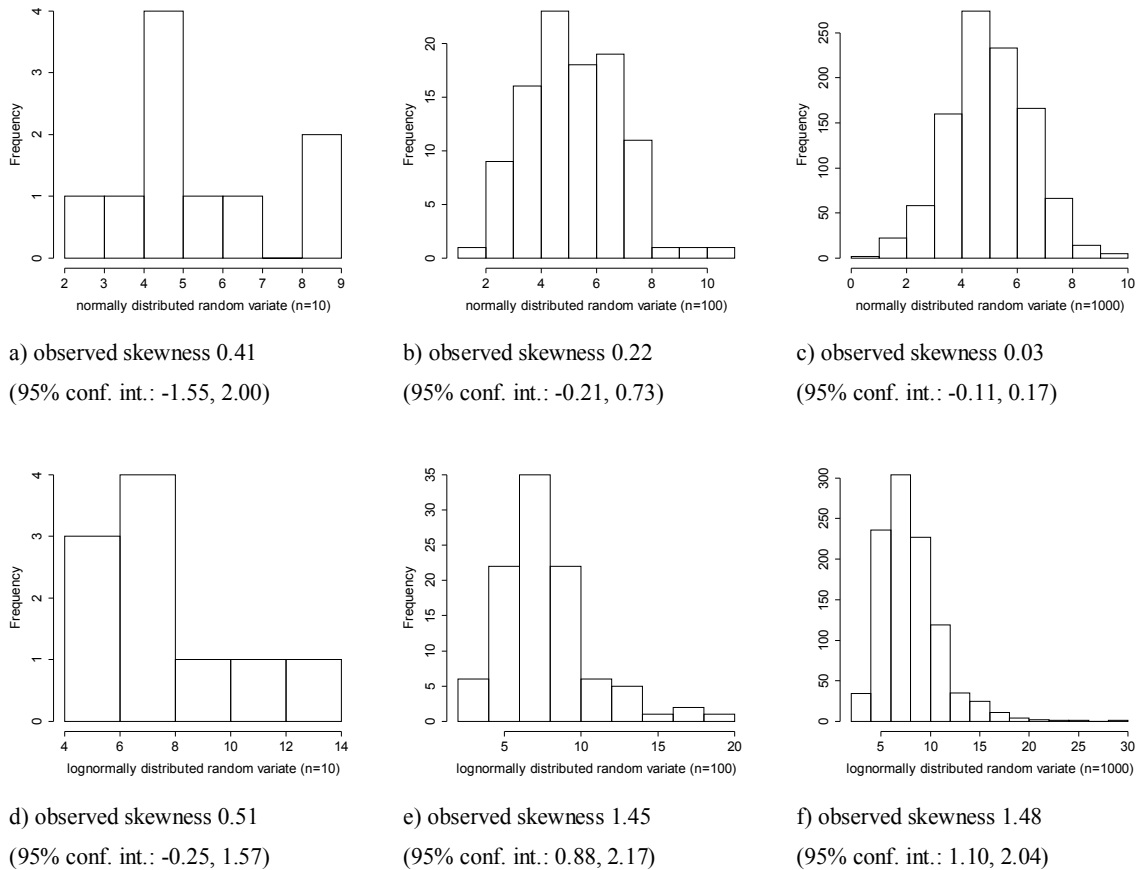 Frequency
0 1 2 3 4
2 3 4 5 6 7 8 9
normally distributed random variate (n=10)
a) observed skewness 0.41
(95% conf. int.: -1.55, 2.00)
Frequency
0 5 10 15 20
2 4 6 8 10
normally distributed random variate (n=100)
b) observed skewness 0.22
(95% conf. int.: -0.21, 0.73)
Frequency
0 50 100 150 200 250
0 2 4 6 8 10
normally distributed random variate (n=1000)
c) observed skewness 0.03
(95% conf. int.: -0.11, 0.17)
Frequency
0 1 2 3 4
4 6 8 10 12 14
lognormally distributed random variate (n=10)
d) observed skewness 0.51
(95% conf. int.: -0.25, 1.57)
Frequency
0 5 10 15 20 25 30 35
5 10 15 20
lognormally distributed random variate (n=100)
e) observed skewness 1.45
(95% conf. int.: 0.88, 2.17)
Frequency
0 50 100 150 200 250 300
5 10 15 20 25 30
lognormally distributed random variate (n=1000)
f) observed skewness 1.48
(95% conf. int.: 1.10, 2.04)